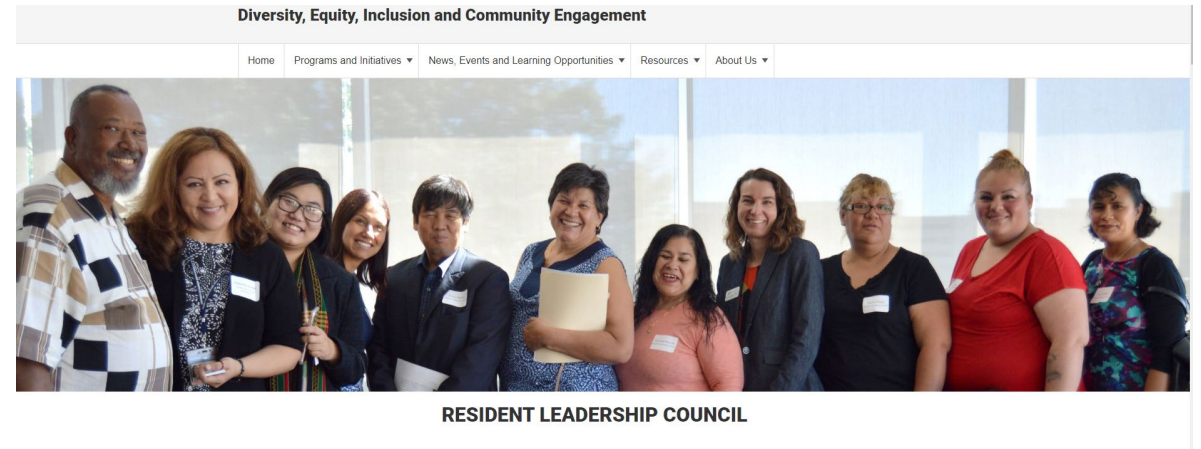 Diversity, Equity, Inclusion and Community Engagement
Home Programs and Initiatives ▼ News, Events and Learning Opportunities ▼ Resources ▼ About Us ▼
RESIDENT LEADERSHIP COUNCIL